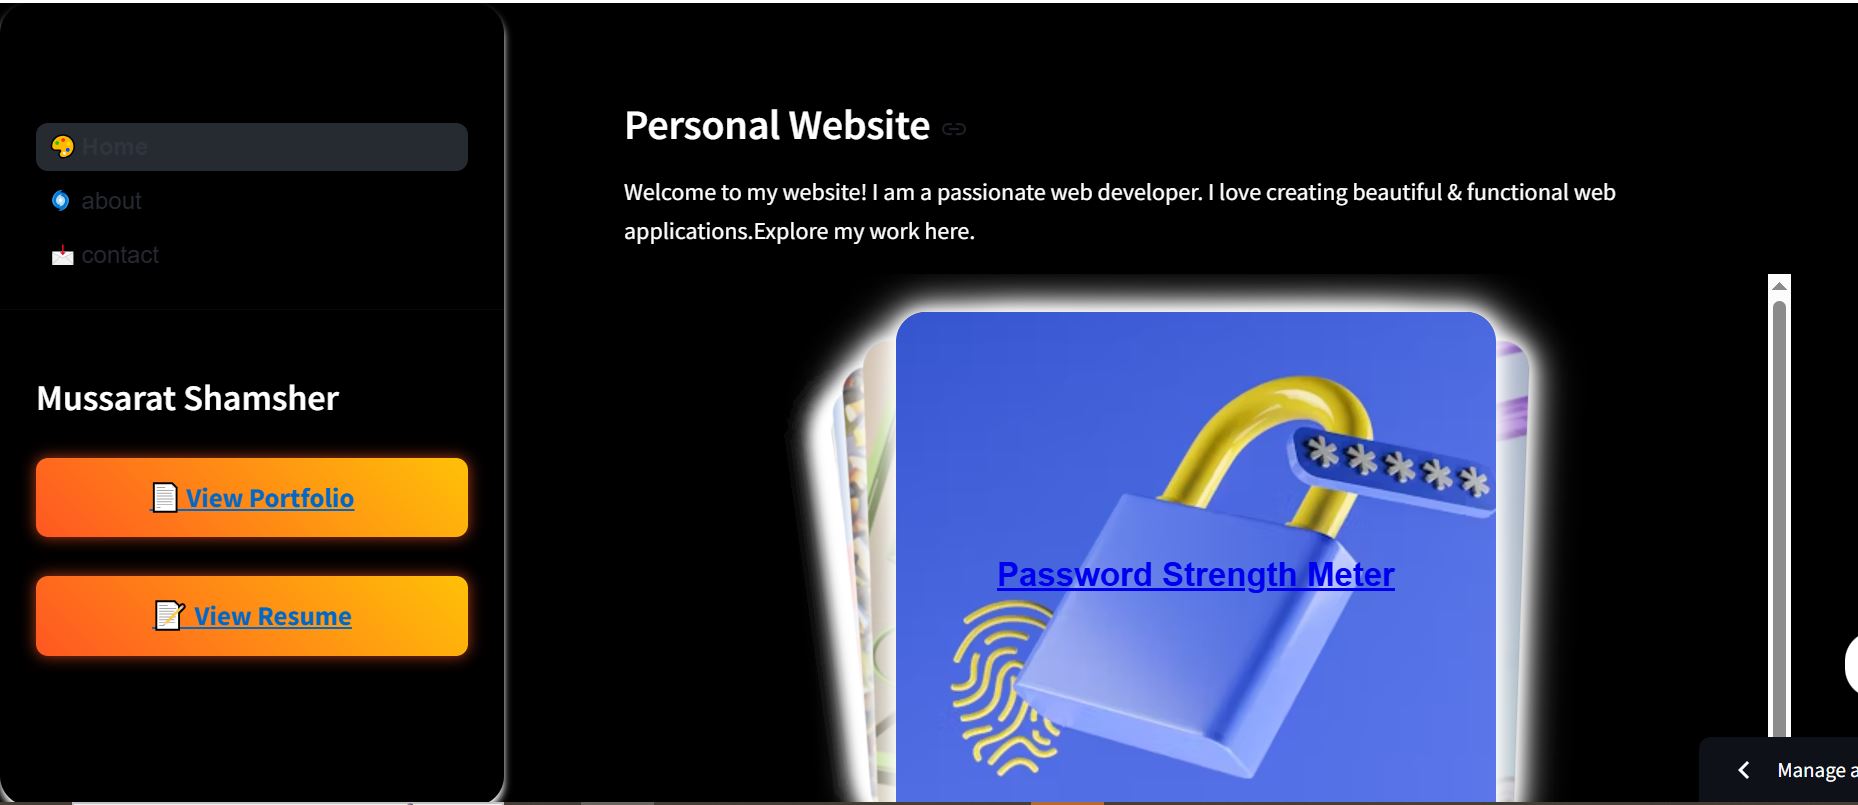 Home
about
contact
Mussarat Shamsher
View Portfolio
View Resume
Personal Website
Welcome to my website! I am a passionate web developer. I love creating beautiful & functional web
applications.Explore my work here.
*****
Password Strength Meter
Manage a